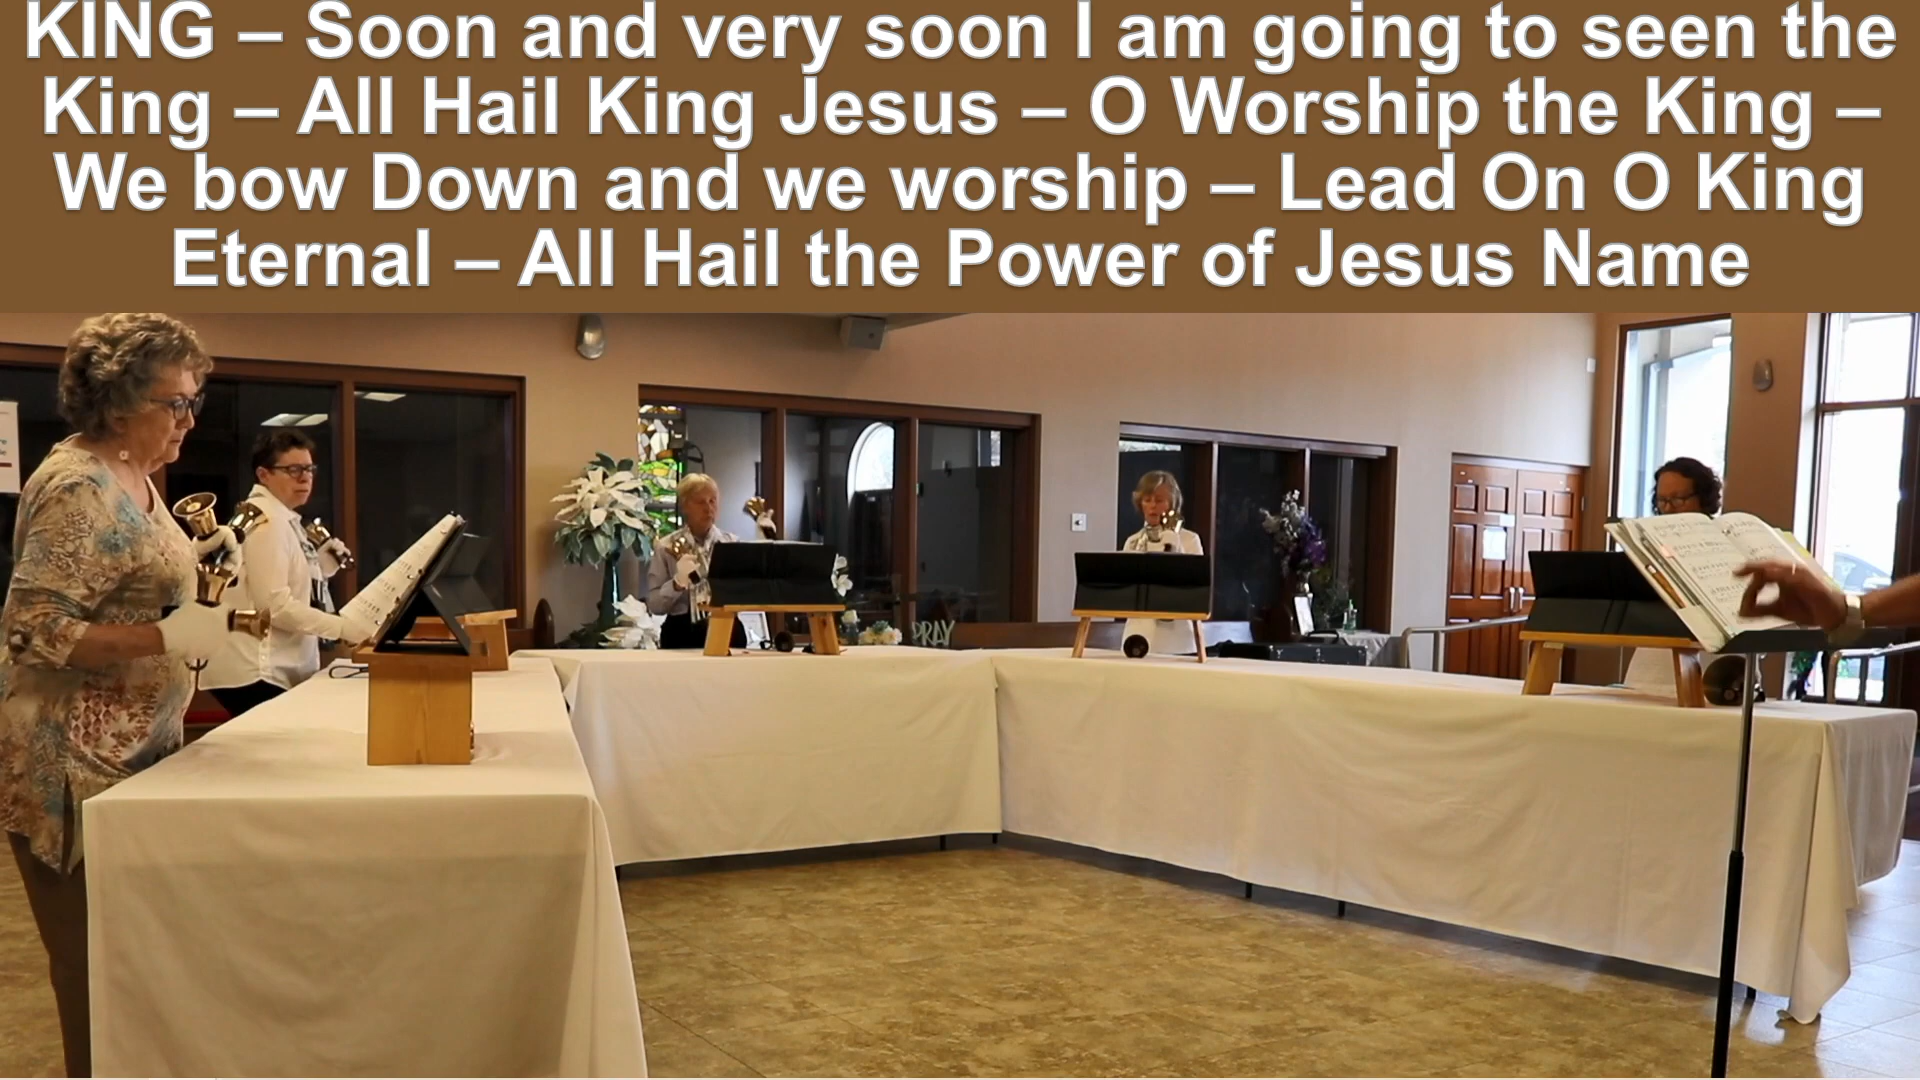 KING – Soon and very soon I am going to seen the
King – All Hail King Jesus – O Worship the King –
We bow Down and we worship – Lead On O King
Eternal – All Hail the Power of Jesus Name
PRAY